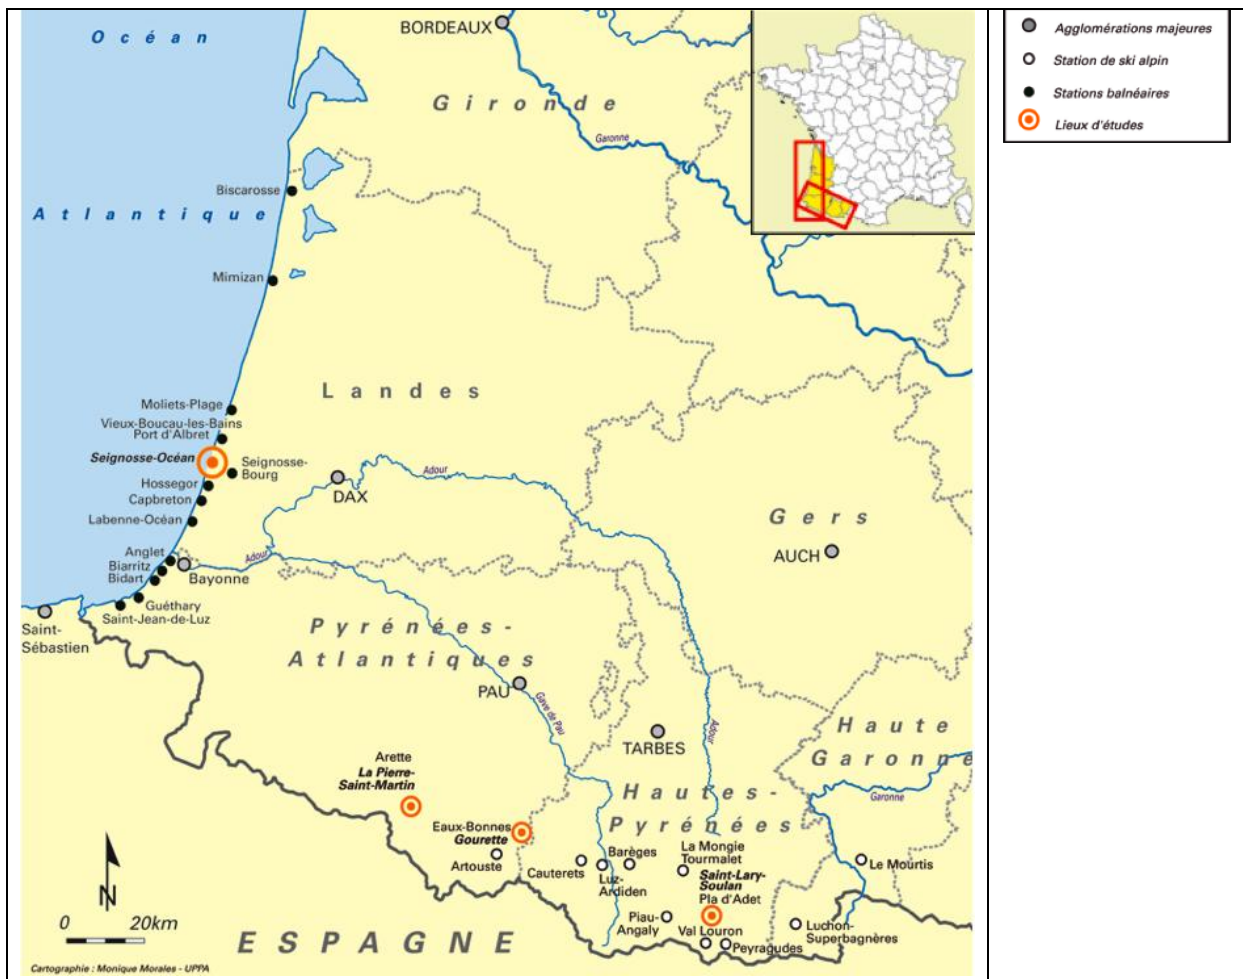 Océan
BORDEAUX
Gironde
Garonne
Biscarosse
Atlantique
Mimizan
Landes
Moliets-Plage
Vieux-Boucau-les-Bains
Port d'Albret
Seignosse-Océan
Seignosse-
Bourg
Hossegor
Capbreton
Labenne-Océan
DAX
Adour
Gers
AUCH
Anglet
Biarritz
Bidart
Bayonne
Adour
Guéthary
Saint-Jean-de-Luz
Saint-
Sébastien
Pyrénées-
Atlantiques
PAU
Gave de Pau
TARBES
Adour
Haute
Garonne
Garonne
Arette
La Pierre-
Saint-Martin
Hautes-
Pyrénées
Eaux-Bonnes
Gourette
Artouste
Cauterets
Luz-
Ardiden
Barèges
La Mongie
Tourmalet
Saint-Lary-
Soulan
Pla d'Adet
Le Mourtis
Piau-
Angaly
Val Louron
Peyragudes
Luchon-
Superbagnères
N
0 20km
ESPAGNE
Cartographie : Monique Morales - UPPA
Agglomérations majeures
Station de ski alpin
Stations balnéaires
Lieux d'études